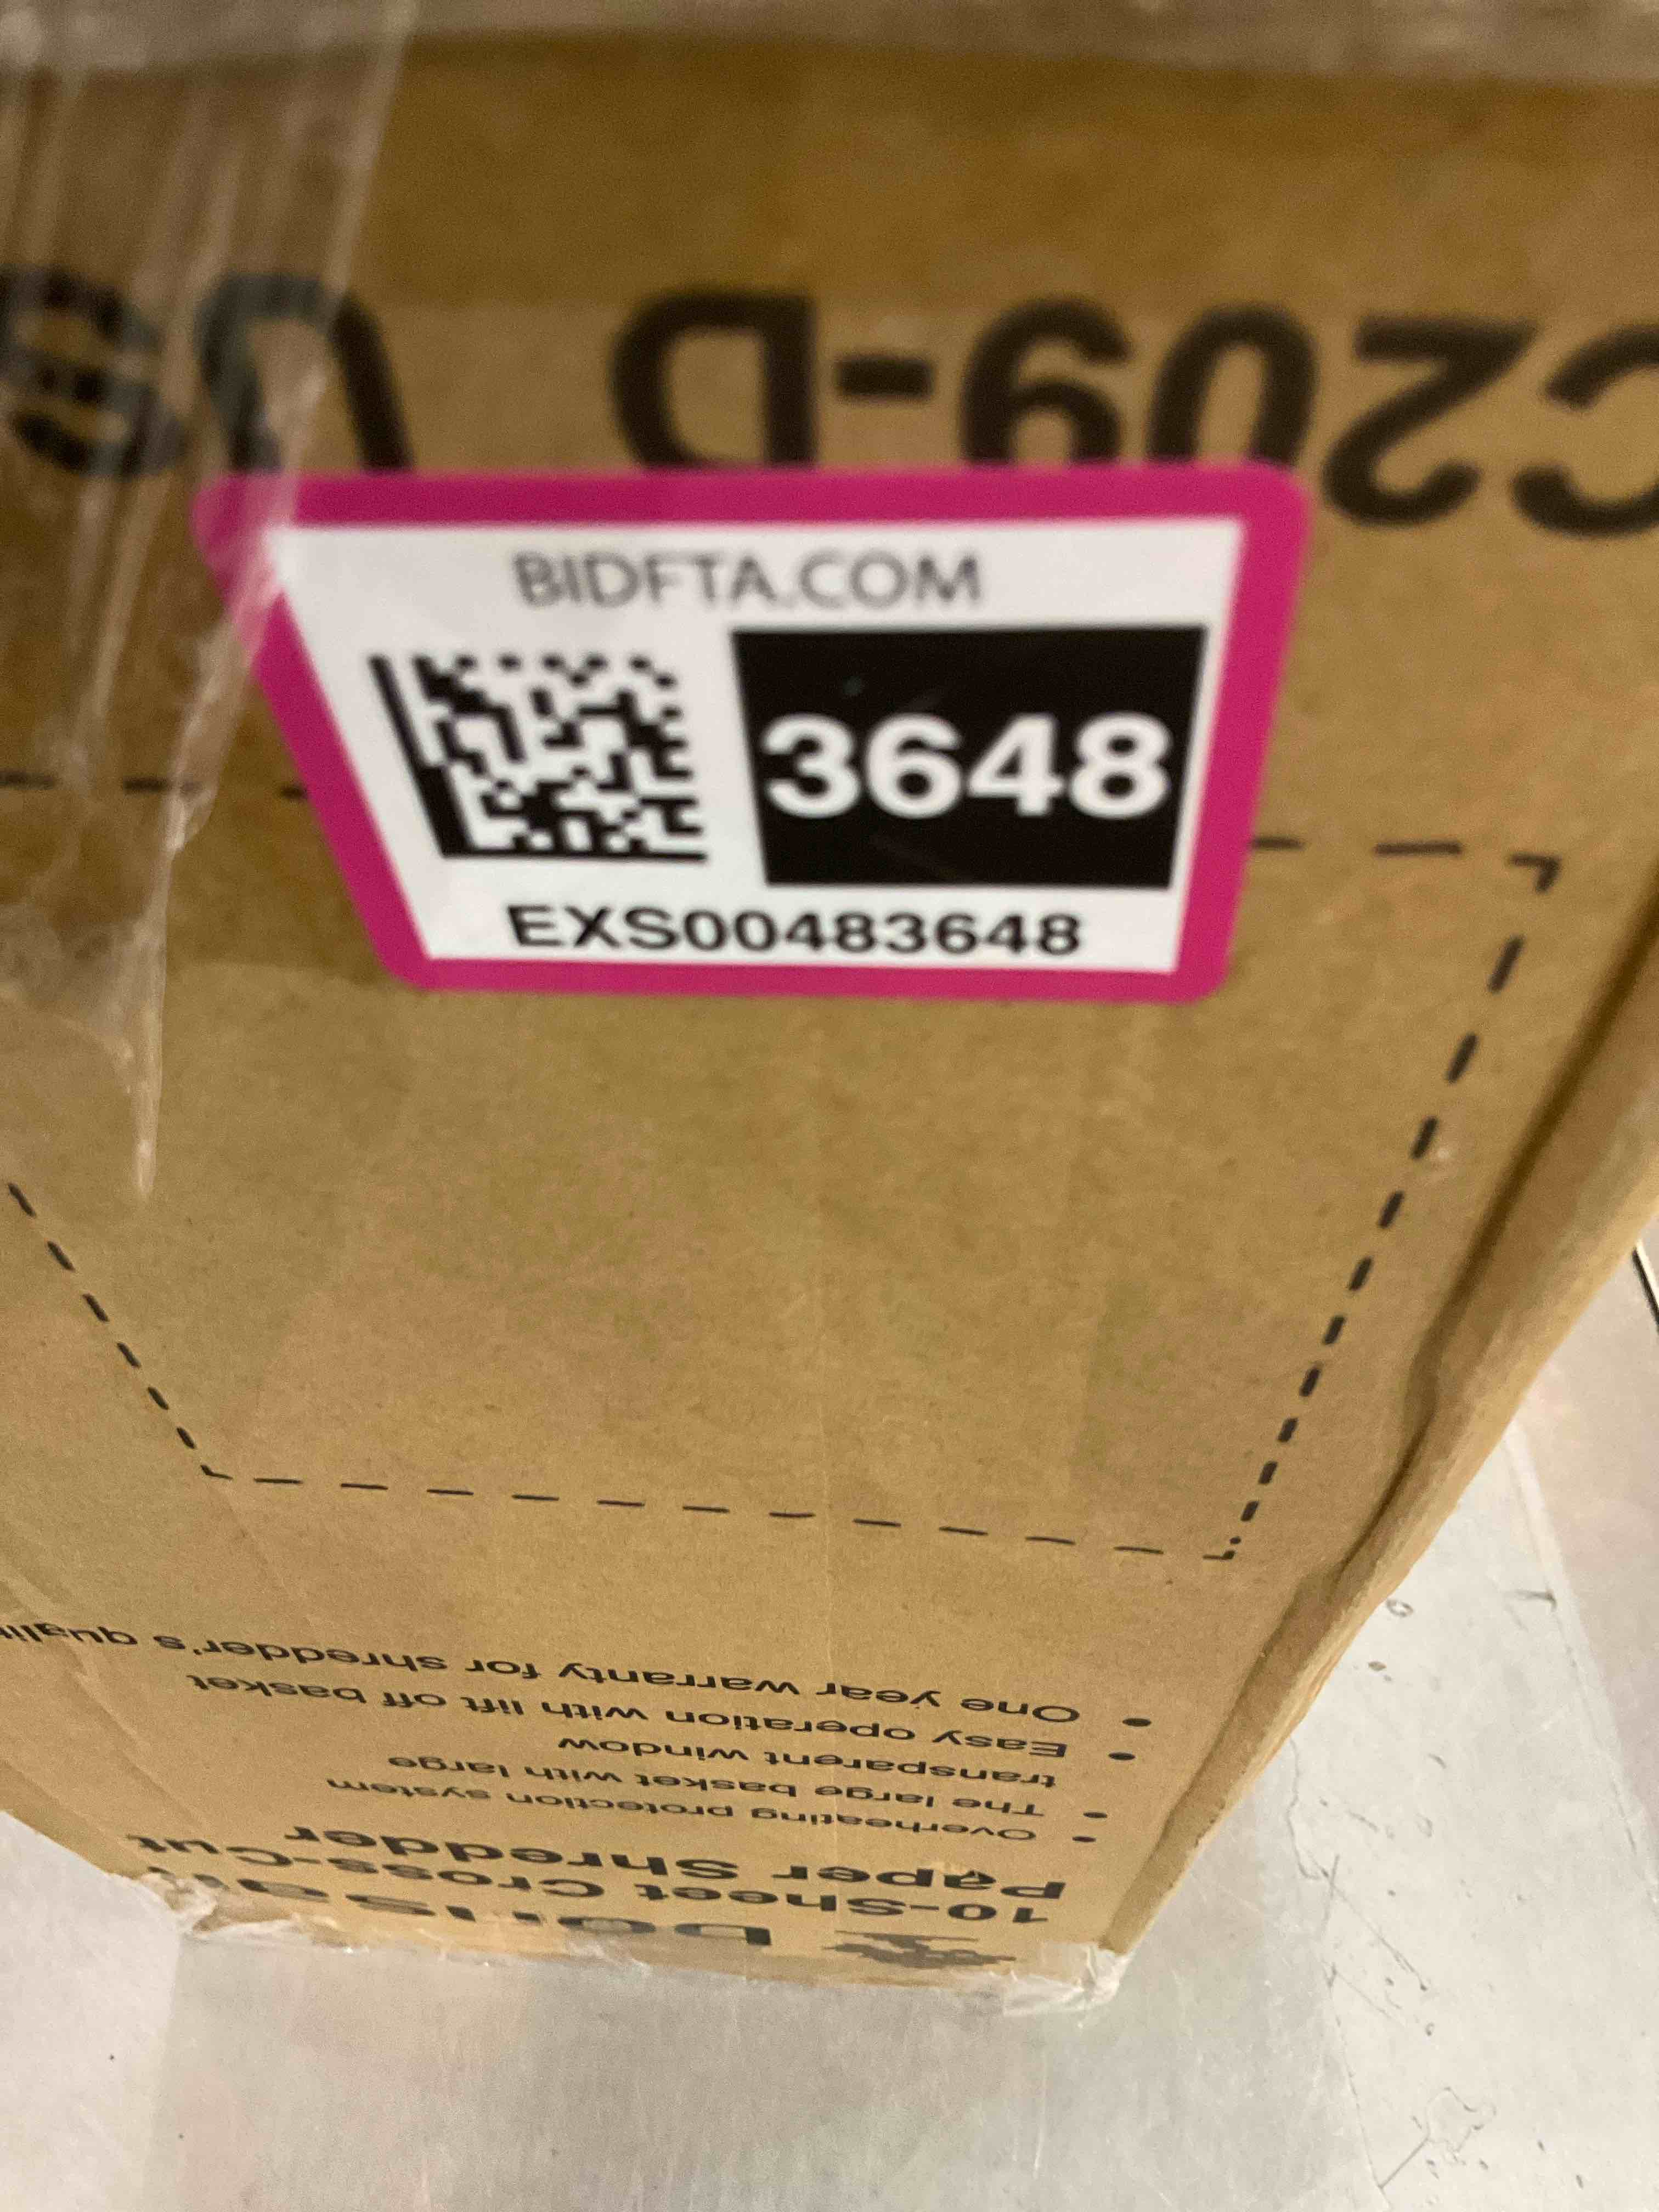 C209-D
BIDFTA.COM
3648
EXS00483648
10-Sheet Cross-Cut
Paper Shredder
• Overheating protection system
• The large basket with large
transparent window
• Easy operation with lift off basket
• One year warranty for shredder's